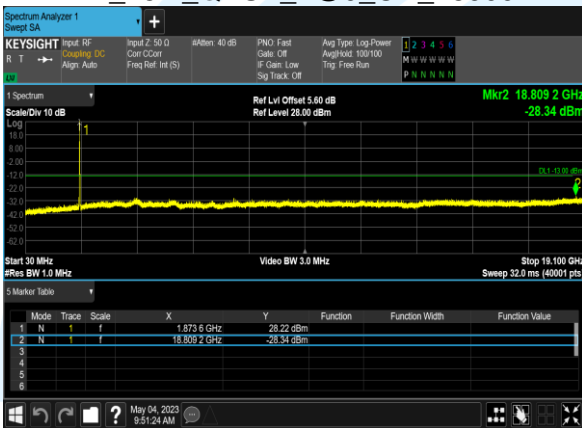 Spectrum Analyzer 1
Swept SA
KEYSIGHT
R T
LW
Input: RF
Coupling: DC
Align: Auto
Input Z: 50 Ω
Corr CCorr
Freq Ref: Int (S)
#Atten: 40 dB
PNO: Fast
Gate: Off
IF Gain: Low
Sig Track: Off
Avg Type: Log-Power
Avg|Hold: 100/100
Trig: Free Run
1 2 3 4 5 6
M W W W W W
P N N N N N
1 Spectrum
Scale/Div 10 dB
Ref Lvl Offset 5.60 dB
Ref Level 28.00 dBm
Mkr2 18.809 2 GHz
-28.34 dBm
Log
18.0
8.00
-2.00
-12.0
-22.0
-32.0
-42.0
-52.0
-62.0
1
DL1 -13.00 dBm
Start 30 MHz
#Res BW 1.0 MHz
Video BW 3.0 MHz
Stop 19.100 GHz
Sweep 32.0 ms (40001 pts
5 Marker Table
Mode Trace Scale X Y Function Function Width Function Value
1 N 1 f 1.873 6 GHz 28.22 dBm
2 N 1 f 18.809 2 GHz -28.34 dBm
3
4
5
6
? May 04, 2023
9:51:24 AM